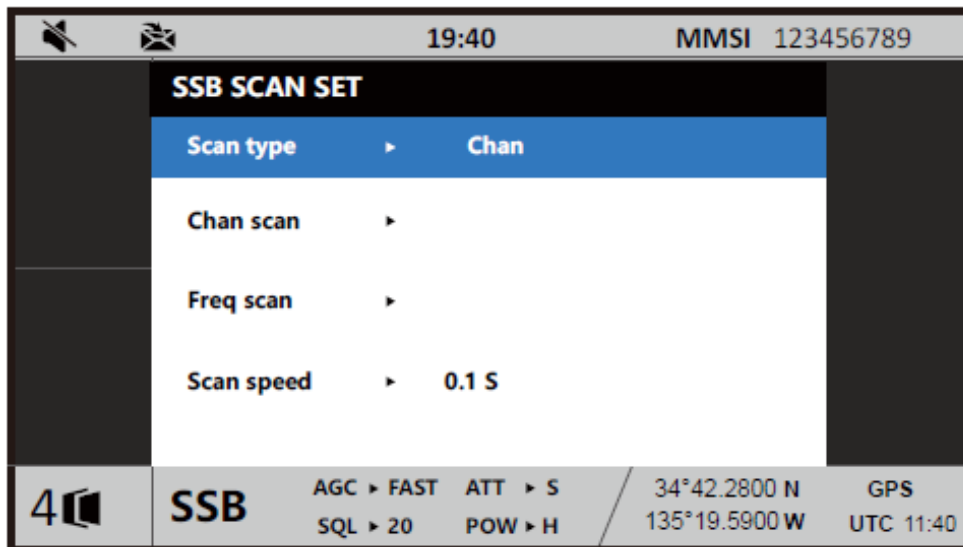 19:40 MMSI 123456789
SSB SCAN SET
Scan type ▸ Chan
Chan scan ▸
Freq scan ▸
Scan speed ▸ 0.1 S
4 SSB
AGC ▸ FAST ATT ▸ S
SQL ▸ 20 POW ▸ H
34°42.2800 N
135°19.5900 W
GPS
UTC 11:40